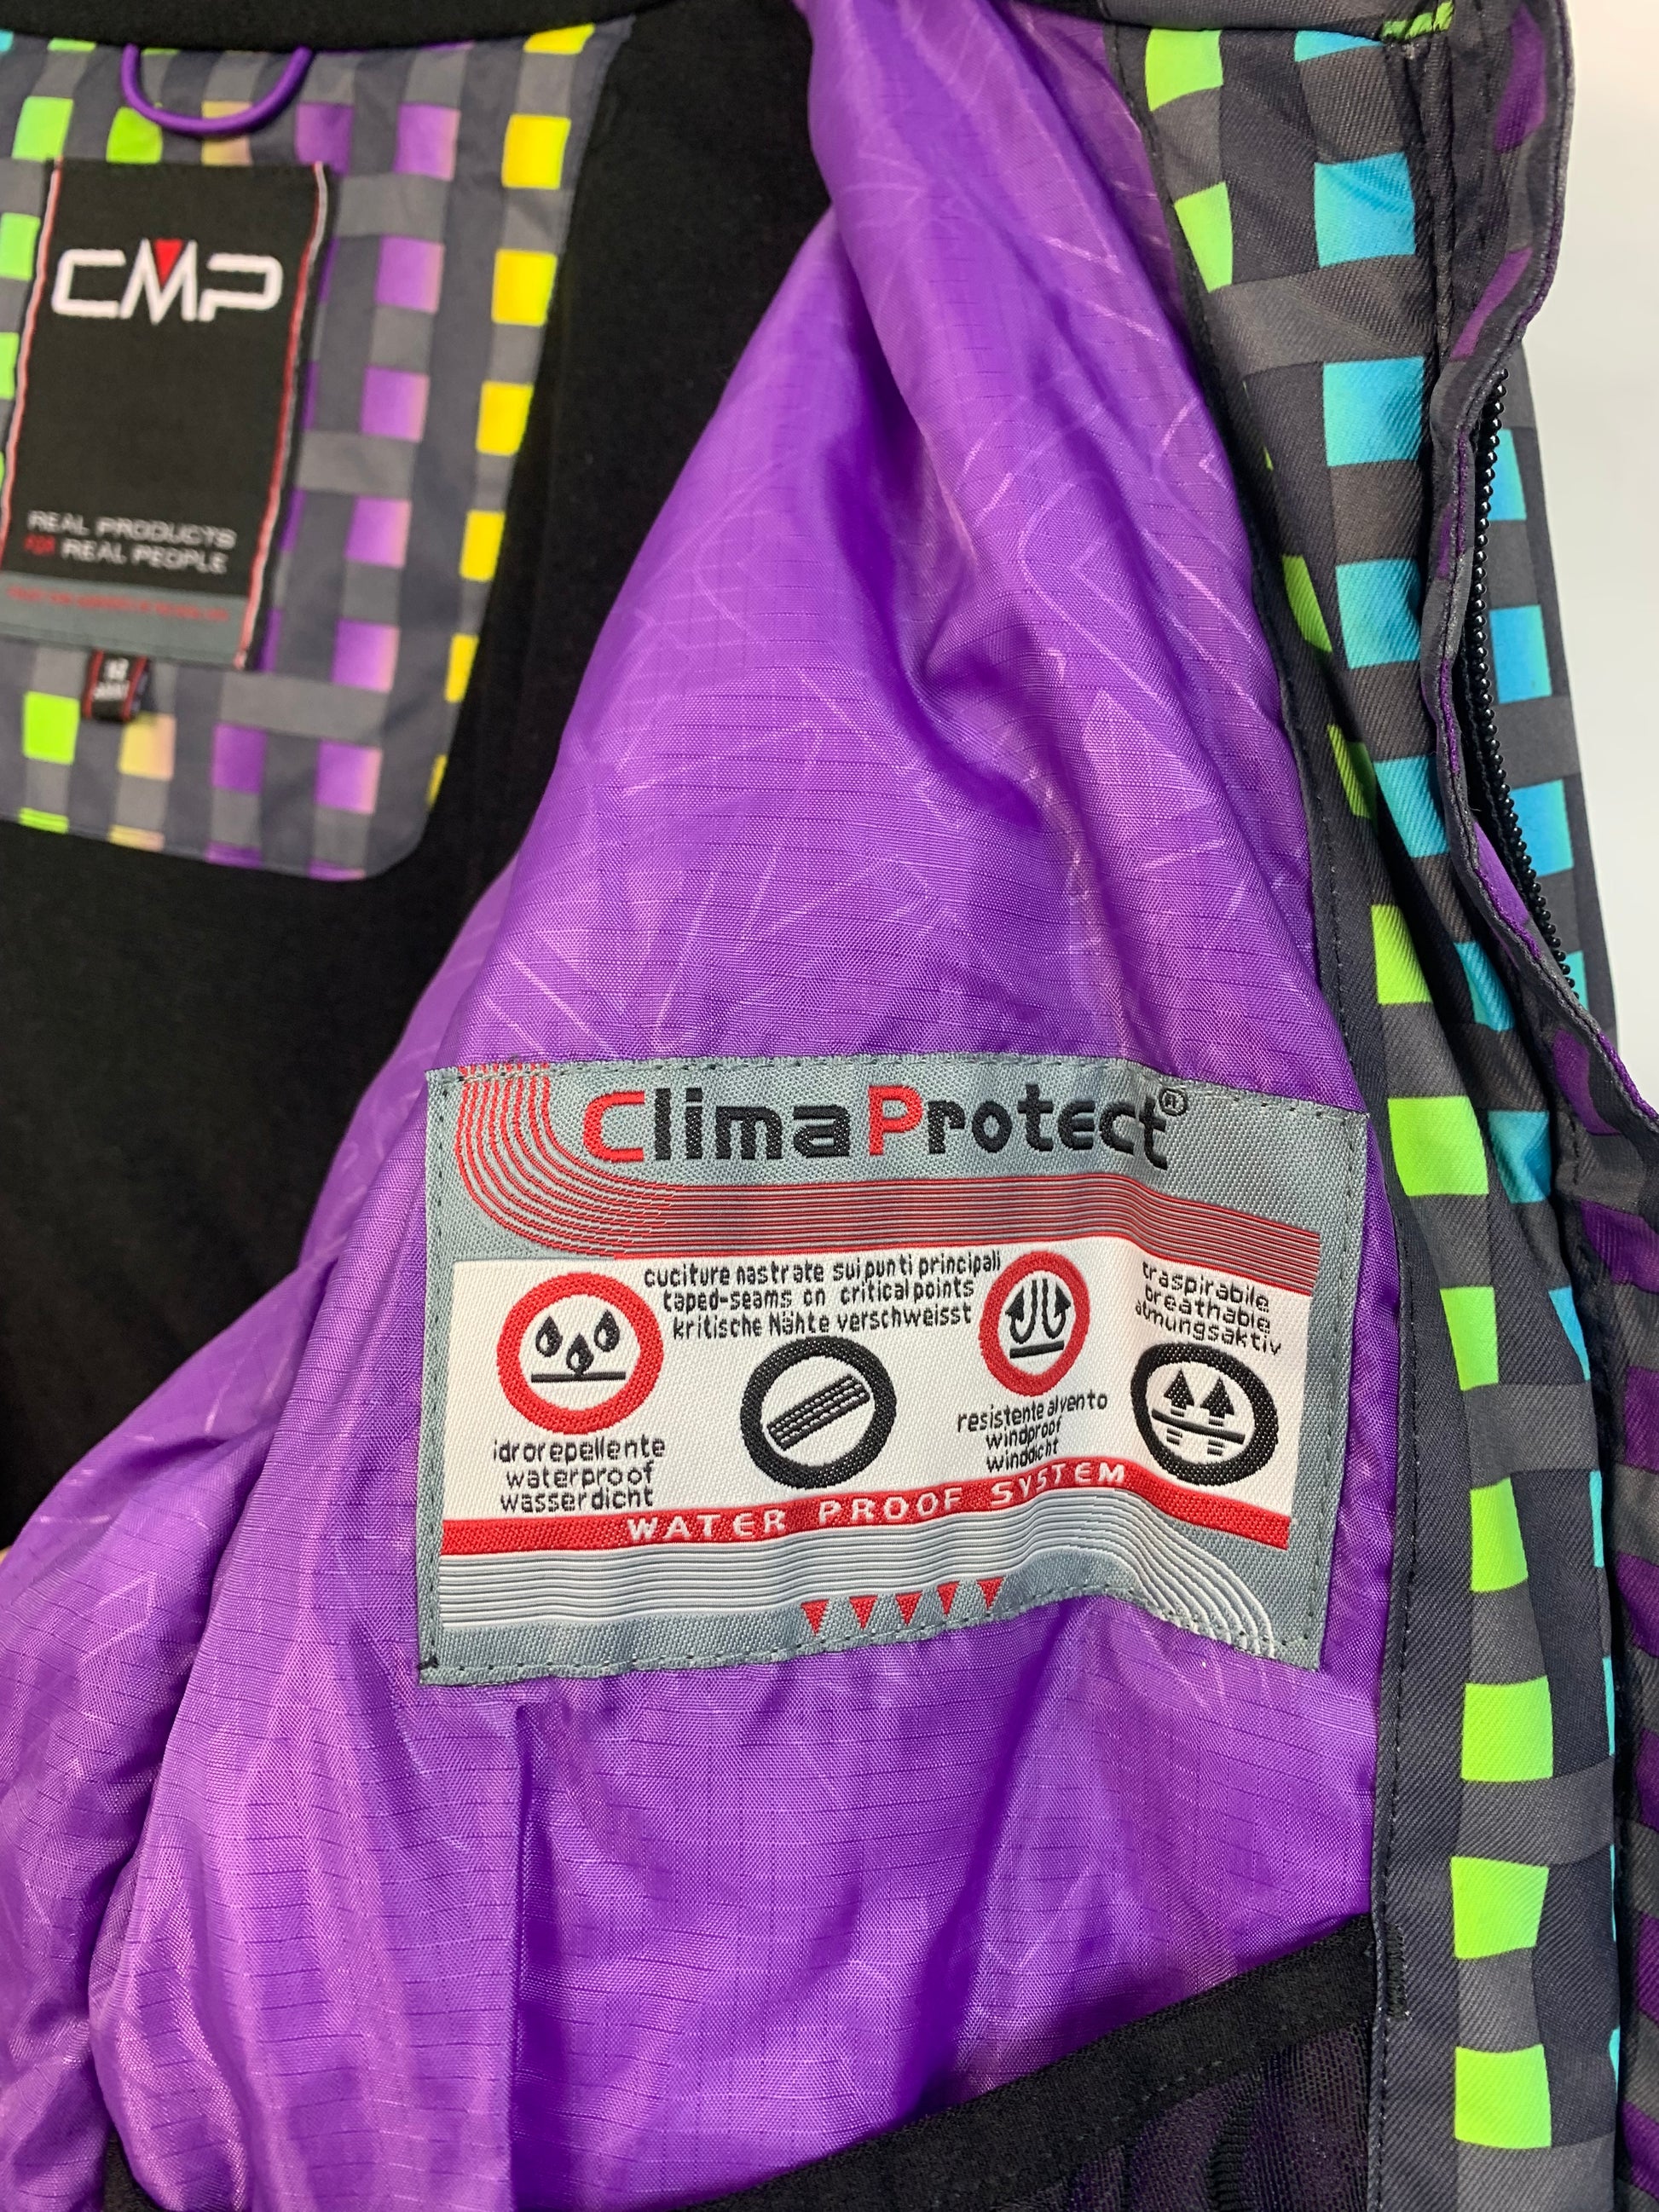 CMP
REAL PRODUCTS
FOR REAL PEOPLE
ClimaProtect®
cuciture nastrate sui punti principali
taped-seams on critical points
kritische Nähte verschweisst
traspirabile
breathable
atmungsaktiv
idrorepellente
waterproof
wasserdicht
resistente al vento
windproof
winddicht
WATER PROOF SYSTEM